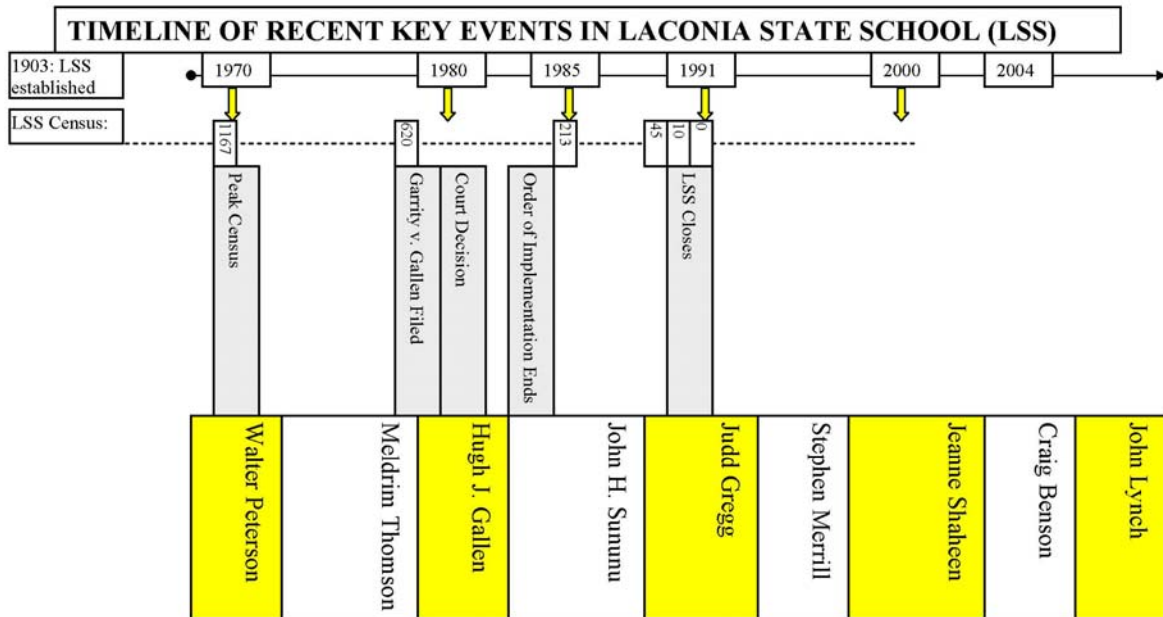 TIMELINE OF RECENT KEY EVENTS IN LACONIA STATE SCHOOL (LSS)
1903: LSS
established
1970
1980
1985
1991
2000
2004
LSS Census:
1167
620
213
45
10
0
Peak Census
Garrity v. Gallen Filed
Court Decision
Order of Implementation Ends
LSS Closes
Walter Peterson
Meldrim Thomson
Hugh J. Gallen
John H. Sununu
Judd Gregg
Stephen Merrill
Jeanne Shaheen
Craig Benson
John Lynch